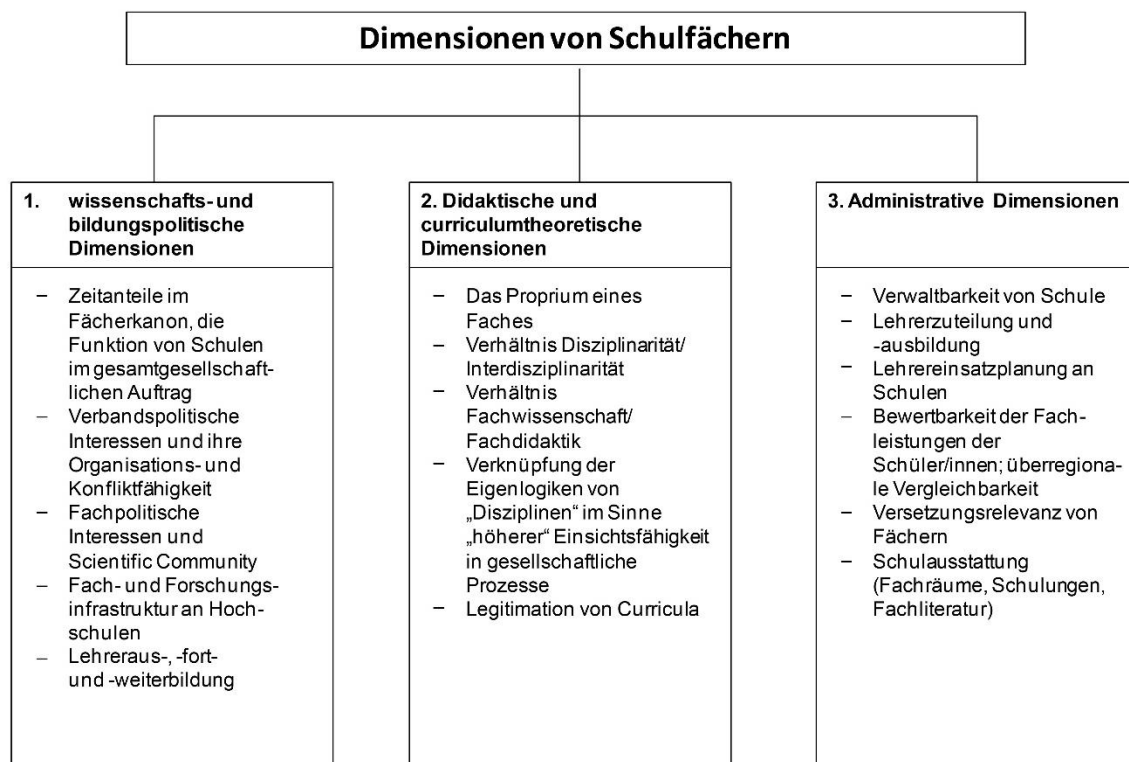 Dimensionen von Schulfächern
1. wissenschafts- und
bildungspolitische
Dimensionen
– Zeitanteile im
Fächerkanon, die
Funktion von Schulen
im gesamtgesellschaft-
lichen Auftrag
– Verbandspolitische
Interessen und ihre
Organisations- und
Konfliktfähigkeit
– Fachpolitische
Interessen und
Scientific Community
– Fach- und Forschungs-
infrastruktur an Hoch-
schulen
– Lehreraus-, -fort-
und -weiterbildung
2. Didaktische und
curriculumtheoretische
Dimensionen
– Das Proprium eines
Faches
– Verhältnis Disziplinarität/
Interdisziplinarität
– Verhältnis
Fachwissenschaft/
Fachdidaktik
– Verknüpfung der
Eigenlogiken von
„Disziplinen“ im Sinne
„höherer“ Einsichtsfähigkeit
in gesellschaftliche
Prozesse
– Legitimation von Curricula
3. Administrative Dimensionen
– Verwaltbarkeit von Schule
– Lehrerzuteilung und
-ausbildung
– Lehrereinsatzplanung an
Schulen
– Bewertbarkeit der Fach-
leistungen der
Schüler/innen; überregiona-
le Vergleichbarkeit
– Versetzungsrelevanz von
Fächern
– Schulausstattung
(Fachräume, Schulungen,
Fachliteratur)